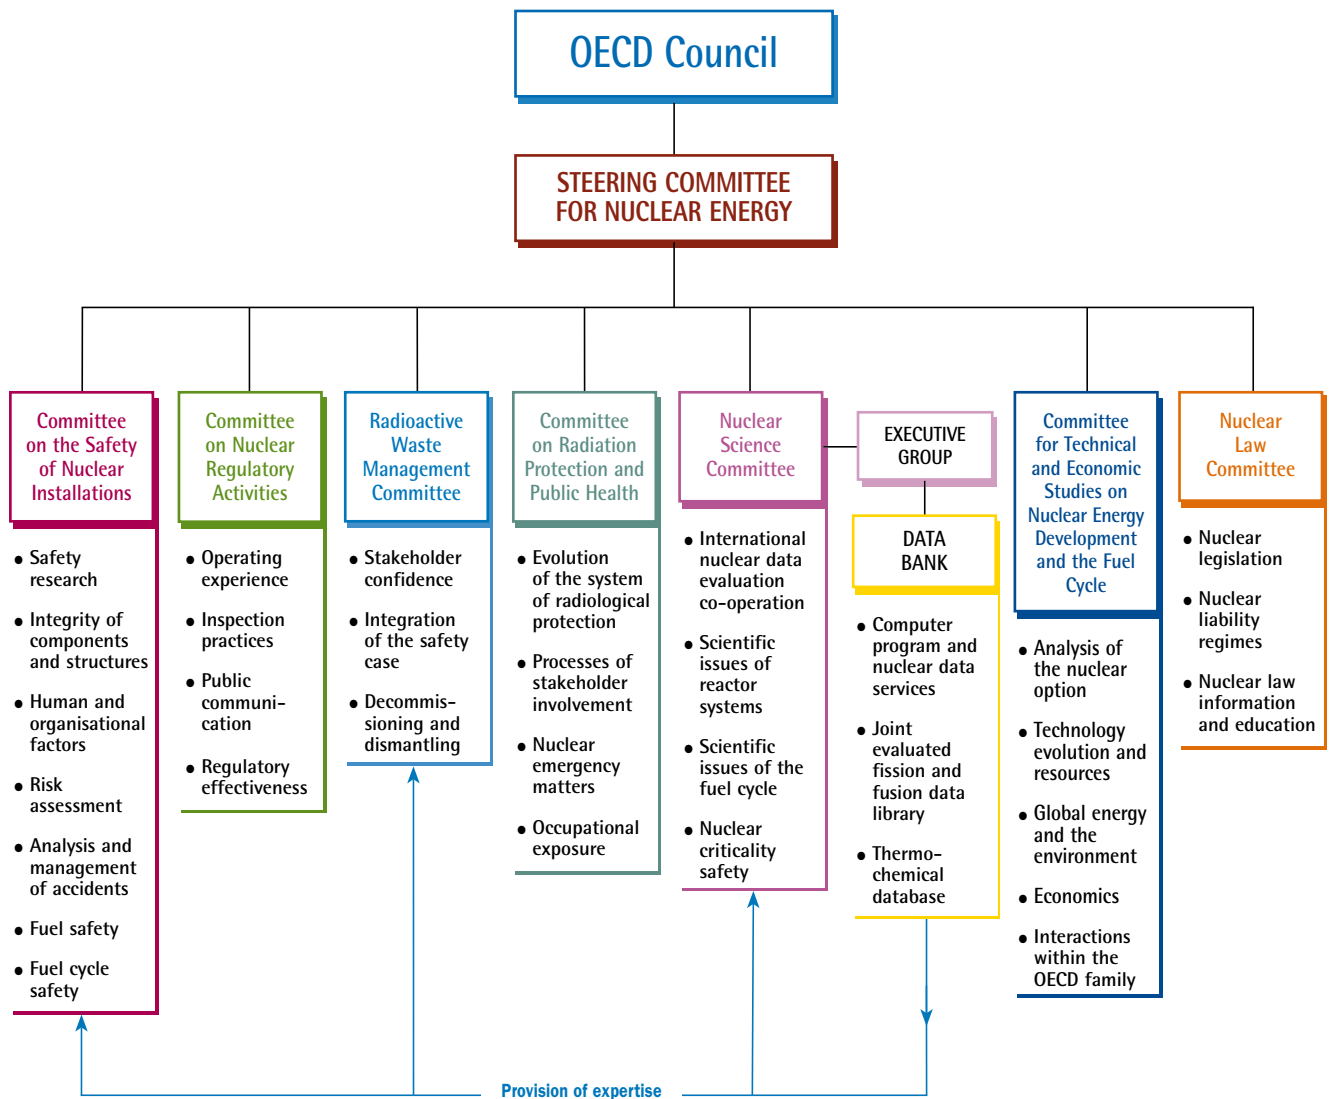 OECD Council
STEERING COMMITTEE
FOR NUCLEAR ENERGY
Committee
on the Safety
of Nuclear
Installations
• Safety
research
• Integrity of
components
and structures
• Human and
organisational
factors
• Risk
assessment
• Analysis and
management
of accidents
• Fuel safety
• Fuel cycle
safety
Committee
on Nuclear
Regulatory
Activities
• Operating
experience
• Inspection
practices
• Public
communi-
cation
• Regulatory
effectiveness
Radioactive
Waste
Management
Committee
• Stakeholder
confidence
• Integration
of the safety
case
• Decommis-
sioning and
dismantling
Committee
on Radiation
Protection and
Public Health
• Evolution
of the system
of radiological
protection
• Processes of
stakeholder
involvement
• Nuclear
emergency
matters
• Occupational
exposure
Nuclear
Science
Committee
• International
nuclear data
evaluation
co-operation
• Scientific
issues of
reactor
systems
• Scientific
issues of the
fuel cycle
• Nuclear
criticality
safety
EXECUTIVE
GROUP
DATA
BANK
• Computer
program and
nuclear data
services
• Joint
evaluated
fission and
fusion data
library
• Thermo-
chemical
database
Committee
for Technical
and Economic
Studies on
Nuclear Energy
Development
and the Fuel
Cycle
• Analysis of
the nuclear
option
• Technology
evolution and
resources
• Global energy
and the
environment
• Economics
• Interactions
within the
OECD family
Nuclear
Law
Committee
• Nuclear
legislation
• Nuclear
liability
regimes
• Nuclear law
information
and education
Provision of expertise